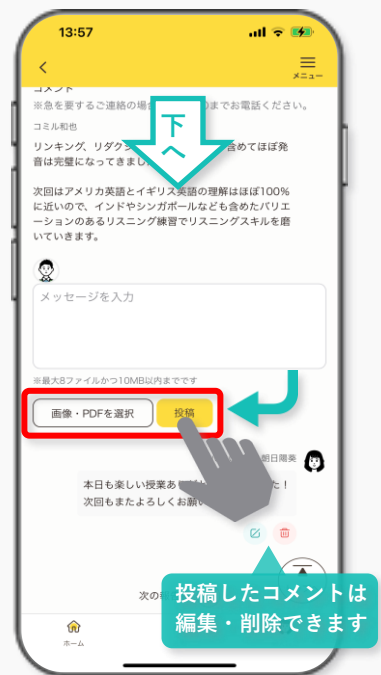 13:57
メニュー
コメント
※急を要するご連絡の場合 までお電話ください。
コミル和也
リンキング、リダク 含めてほぼ発
音は完璧になってきまし
次回はアメリカ英語とイギリス英語の理解はほぼ100%
に近いので、インドやシンガポールなども含めたバリエ
ーションのあるリスニング練習でリスニングスキルを磨
いていきます。
下
へ
メッセージを入力
※最大8ファイルかつ10MB以内までです
画像・PDFを選択
投稿
朝日陽葵
本日も楽しい授業あ た!
次回もまたよろしくお願い
投稿したコメントは
編集・削除できます
次の
ホーム